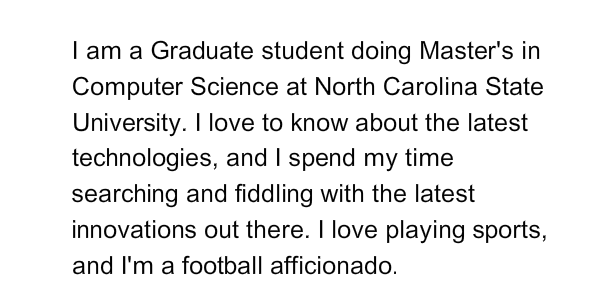 I am a Graduate student doing Master's in
Computer Science at North Carolina State
University. I love to know about the latest
technologies, and I spend my time
searching and fiddling with the latest
innovations out there. I love playing sports,
and I'm a football afficionado.